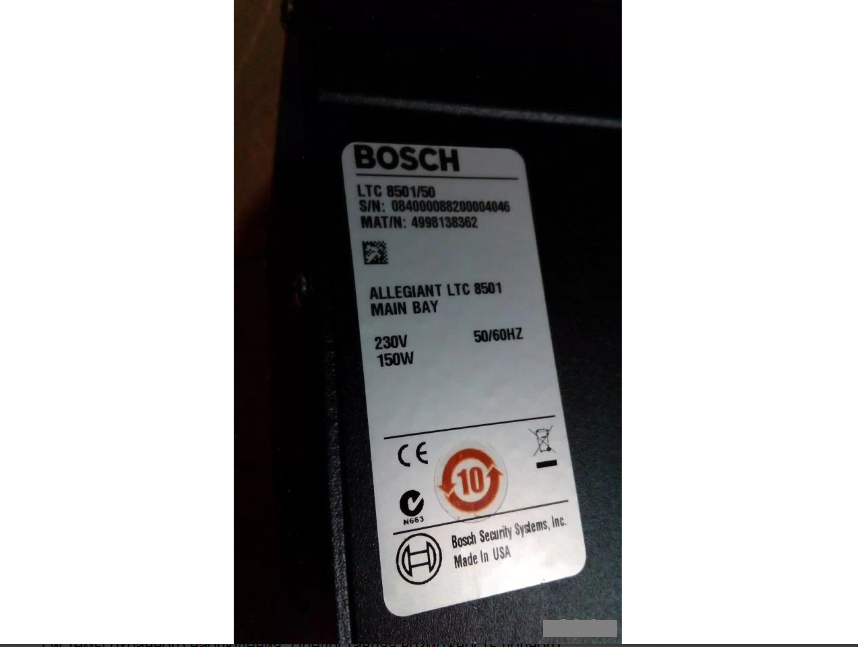 BOSCH
LTC 8501/50
S/N: 084000088200004046
MAT/N: 4998138362
ALLEGIANT LTC 8501
MAIN BAY
230V 50/60HZ
150W
CE
10
N663
Bosch Security Systems, Inc.
Made In USA